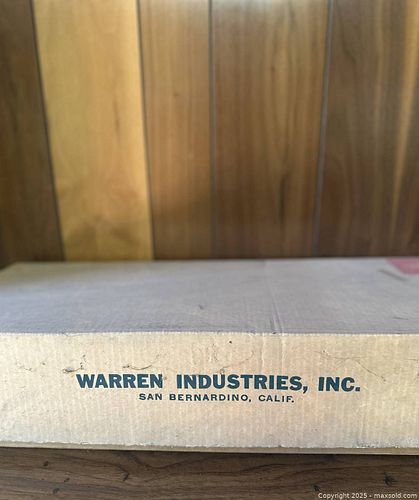 WARREN INDUSTRIES, INC.
SAN BERNARDINO, CALIF.
Copyright 2025 - maxsold.com